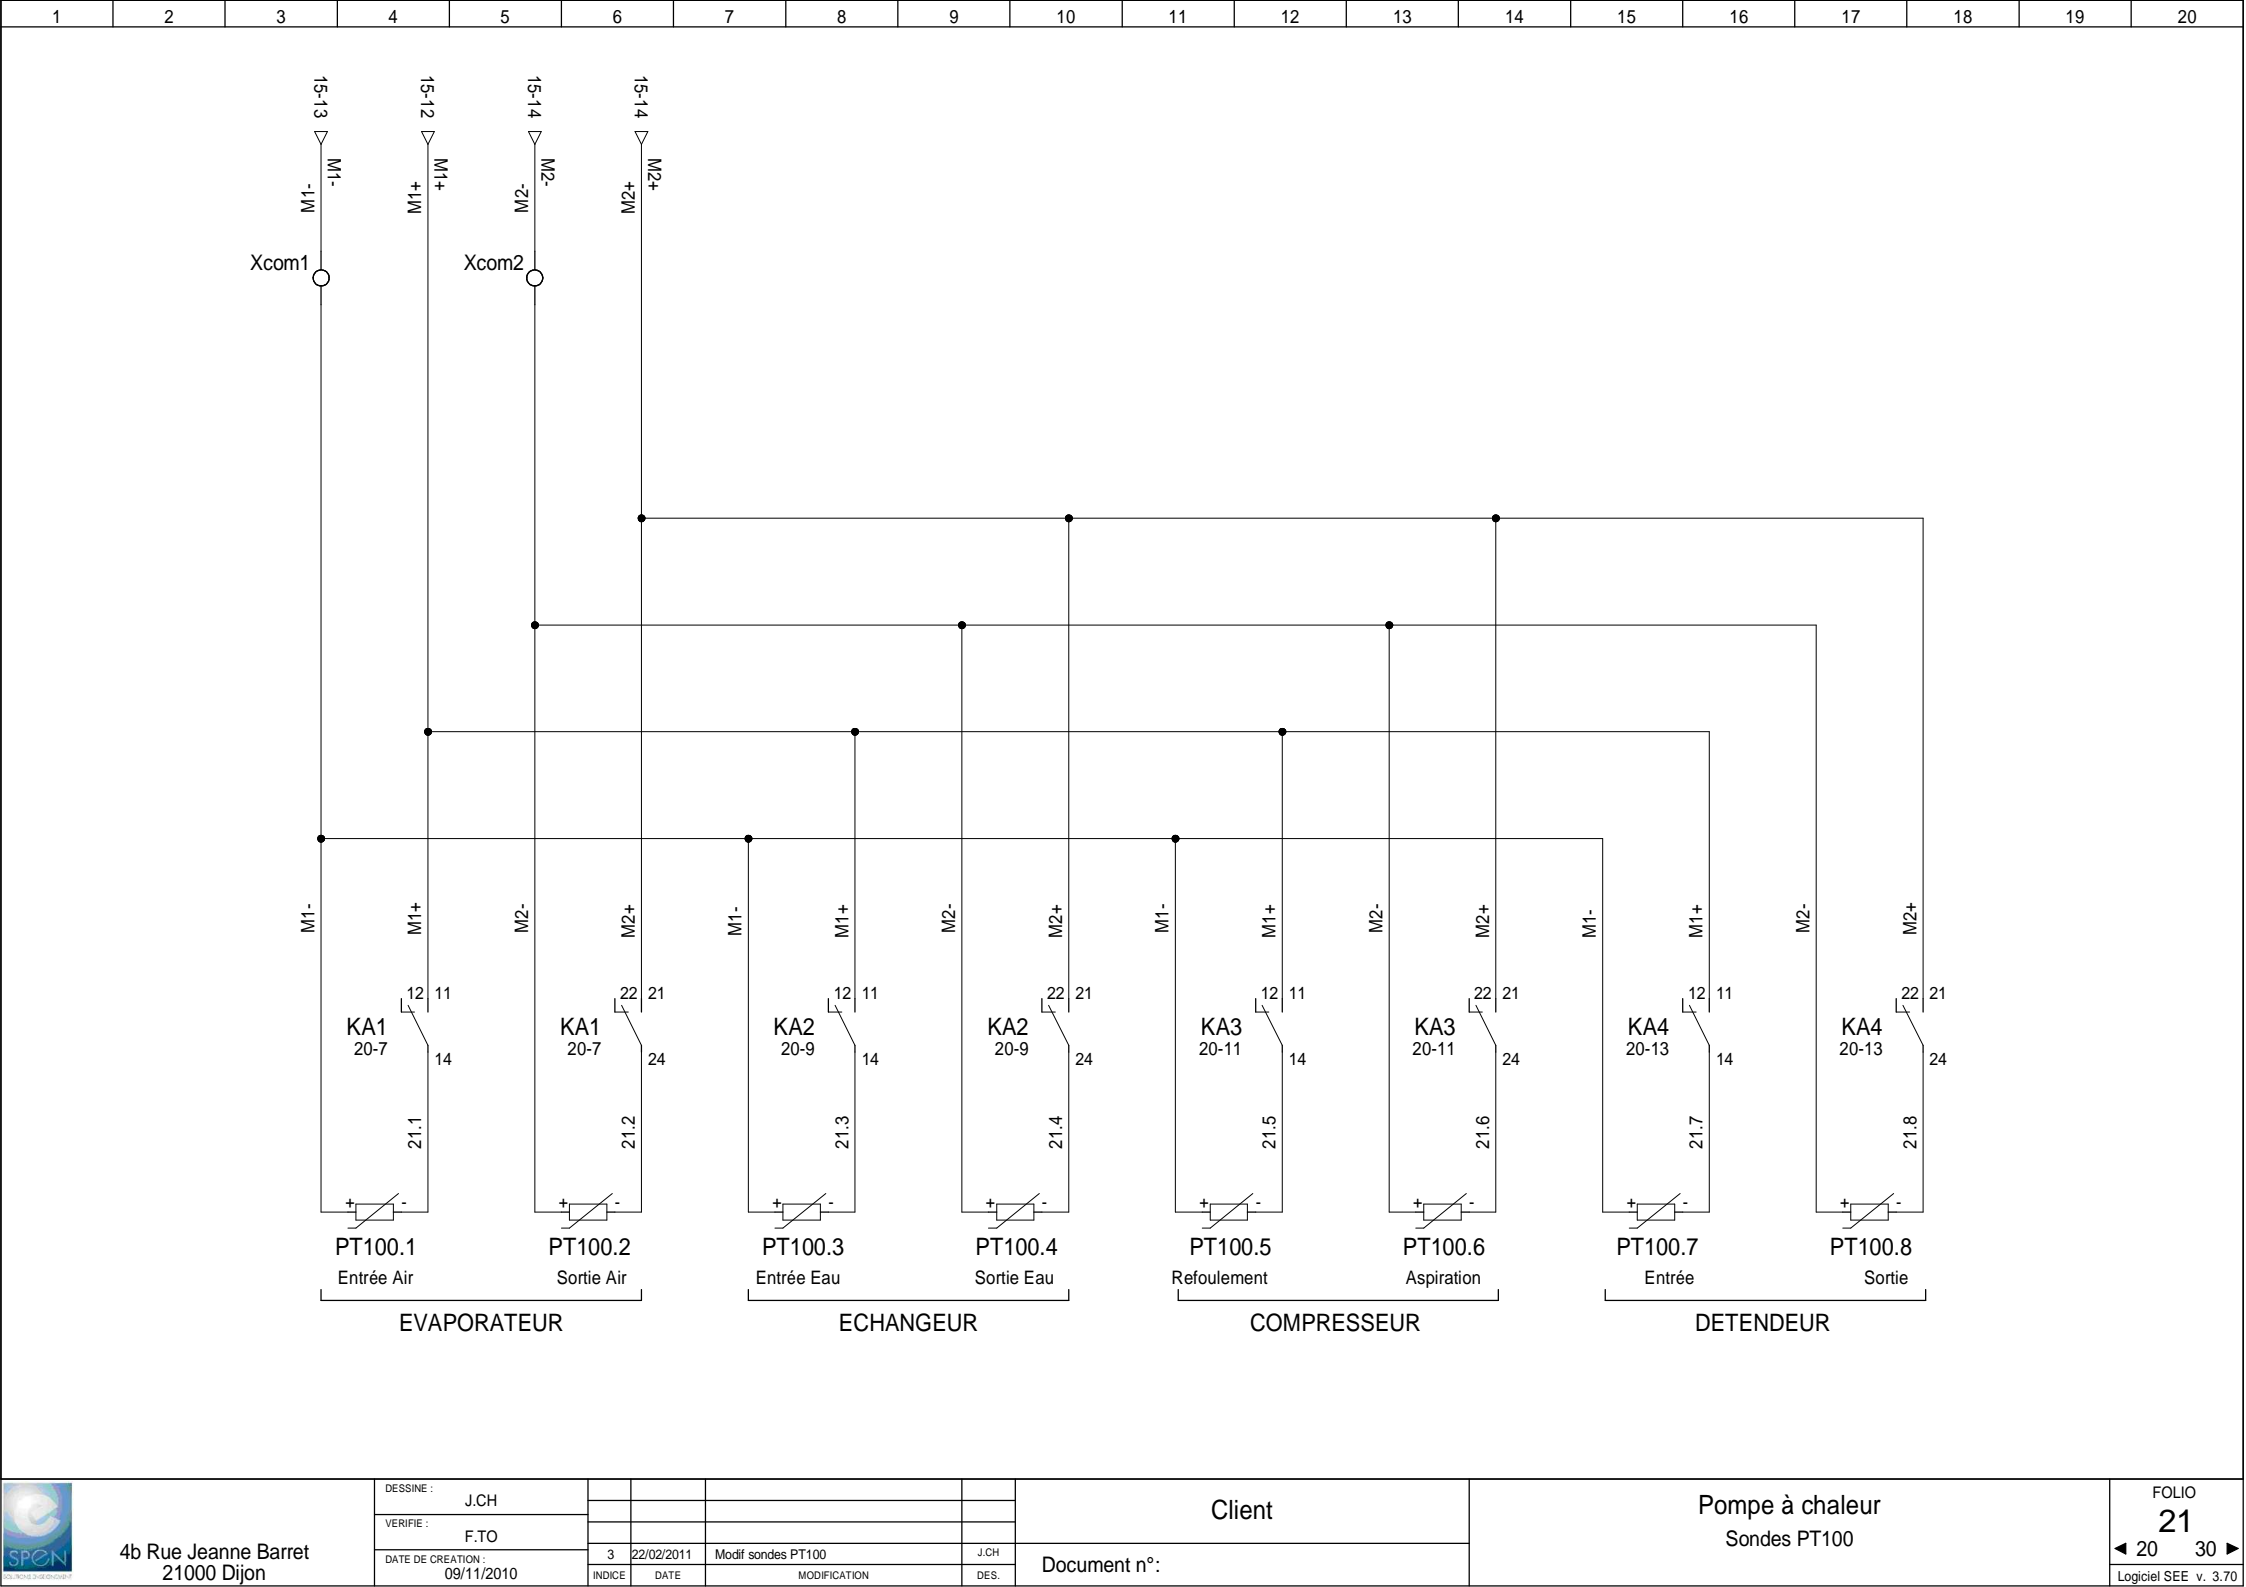 1 2 3 4 5 6 7 8 9 10 11 12 13 14 15 16 17 18 19 20
15-13 15-12 15-14 15-14
M1- M1+ M2- M2+
M1- M1+ M2- M2+
Xcom1 Xcom2
M1- M1+ M2- M2+ M1- M1+ M2- M2+ M1- M1+ M2- M2+ M1- M1+ M2- M2+
12 11 22 21 12 11 22 21 12 11 22 21 12 11 22 21
KA1 KA1 KA2 KA2 KA3 KA3 KA4 KA4
20-7 20-7 20-9 20-9 20-11 20-11 20-13 20-13
14 24 14 24 14 24 14 24
21.1 21.2 21.3 21.4 21.5 21.6 21.7 21.8
+ - + - + - + - + - + - + - + -
PT100.1 PT100.2 PT100.3 PT100.4 PT100.5 PT100.6 PT100.7 PT100.8
Entrée Air Sortie Air Entrée Eau Sortie Eau Refoulement Aspiration Entrée Sortie
EVAPORATEUR ECHANGEUR COMPRESSEUR DETENDEUR
SPEN
4b Rue Jeanne Barret
21000 Dijon
DESSINE :
J.CH
VERIFIE :
F.TO
DATE DE CREATION :
09/11/2010
3 22/02/2011 Modif sondes PT100 J.CH
INDICE DATE MODIFICATION DES.
Client
Document n°:
Pompe à chaleur
Sondes PT100
FOLIO
21
20 30
Logiciel SEE v. 3.70